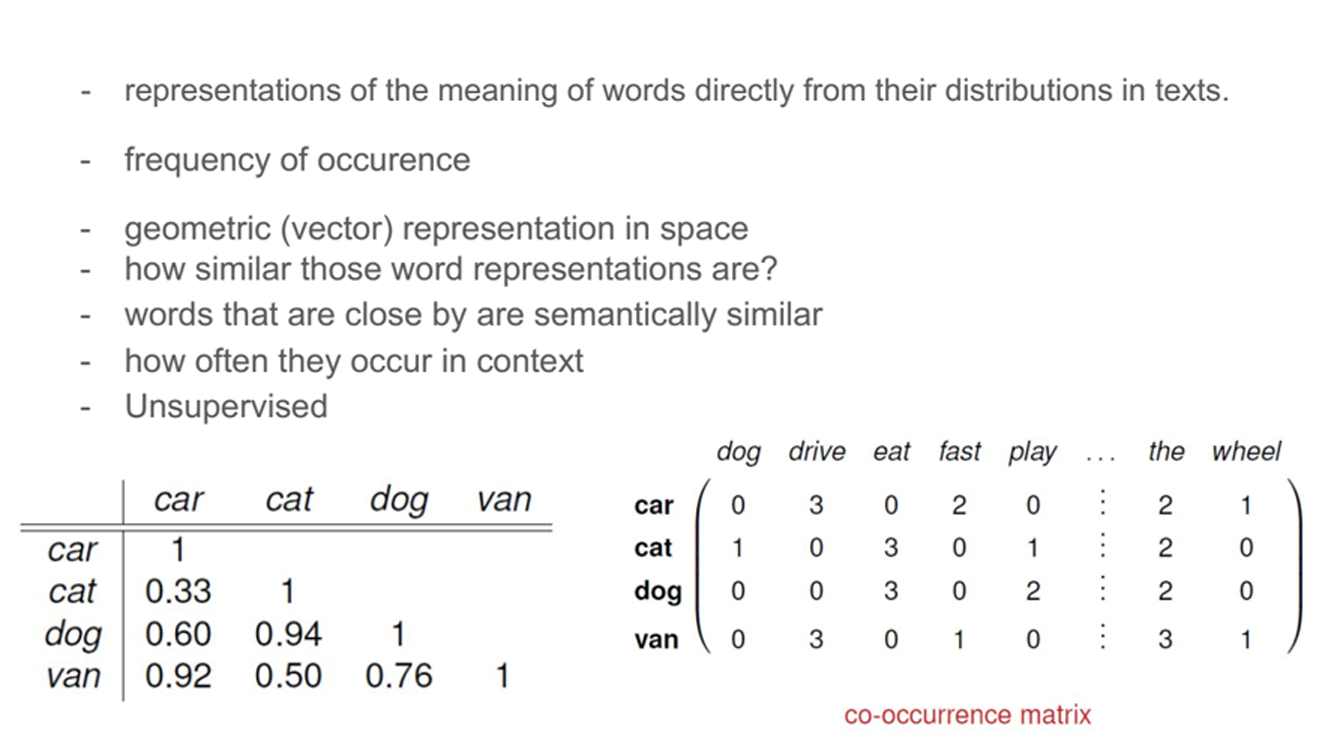 - representations of the meaning of words directly from their distributions in texts.
- frequency of occurence
- geometric (vector) representation in space
- how similar those word representations are?
- words that are close by are semantically similar
- how often they occur in context
- Unsupervised
car cat dog van
car 1
cat 0.33 1
dog 0.60 0.94 1
van 0.92 0.50 0.76 1
dog drive eat fast play ... the wheel
car 0 3 0 2 0 ⋮ 2 1
cat 1 0 3 0 1 ⋮ 2 0
dog 0 0 3 0 2 ⋮ 2 0
van 0 3 0 1 0 ⋮ 3 1
co-occurrence matrix